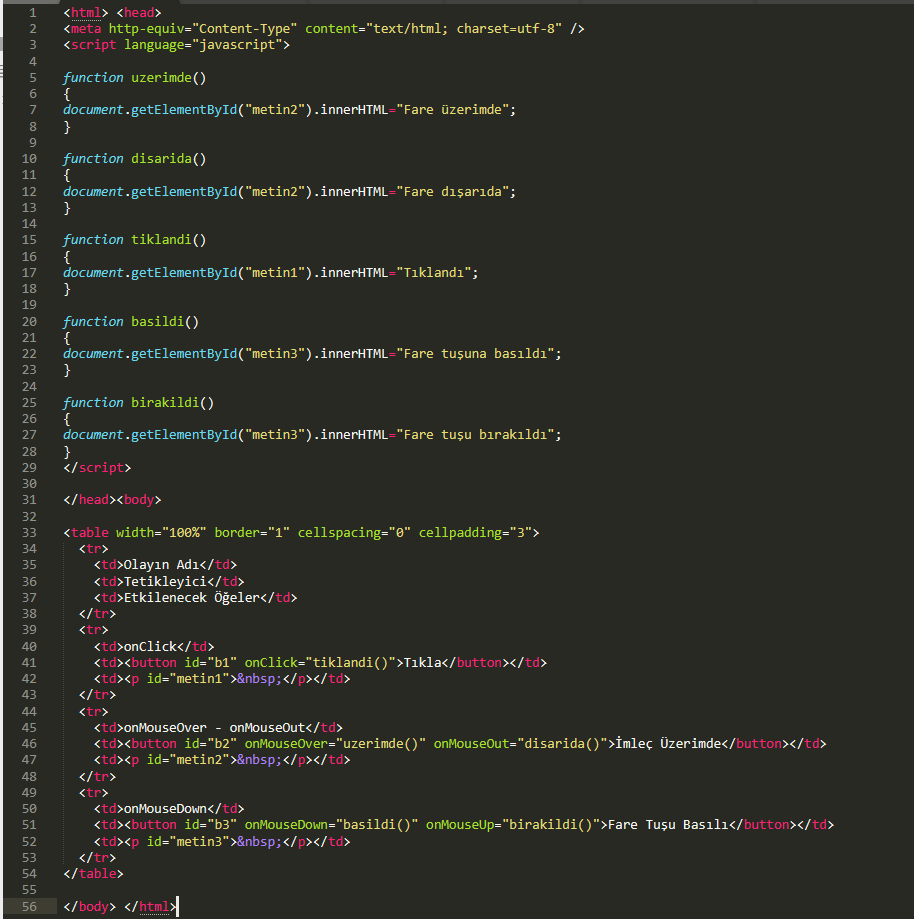 1 <html> <head>
2 <meta http-equiv="Content-Type" content="text/html; charset=utf-8" />
3 <script language="javascript">
4
5 function uzerimde()
6 {
7 document.getElementById("metin2").innerHTML="Fare üzerimde";
8 }
9
10 function disarida()
11 {
12 document.getElementById("metin2").innerHTML="Fare dışarıda";
13 }
14
15 function tiklandi()
16 {
17 document.getElementById("metin1").innerHTML="Tıklandı";
18 }
19
20 function basildi()
21 {
22 document.getElementById("metin3").innerHTML="Fare tuşuna basıldı";
23 }
24
25 function birakildi()
26 {
27 document.getElementById("metin3").innerHTML="Fare tuşu bırakıldı";
28 }
29 </script>
30
31 </head><body>
32
33 <table width="100%" border="1" cellspacing="0" cellpadding="3">
34 <tr>
35 <td>Olayın Adı</td>
36 <td>Tetikleyici</td>
37 <td>Etkilenecek Öğeler</td>
38 </tr>
39 <tr>
40 <td>onClick</td>
41 <td><button id="b1" onClick="tiklandi()">Tıkla</button></td>
42 <td><p id="metin1">&nbsp;</p></td>
43 </tr>
44 <tr>
45 <td>onMouseOver - onMouseOut</td>
46 <td><button id="b2" onMouseOver="uzerimde()" onMouseOut="disarida()">İmleç Üzerimde</button></td>
47 <td><p id="metin2">&nbsp;</p></td>
48 </tr>
49 <tr>
50 <td>onMouseDown</td>
51 <td><button id="b3" onMouseDown="basildi()" onMouseUp="birakildi()">Fare Tuşu Basılı</button></td>
52 <td><p id="metin3">&nbsp;</p></td>
53 </tr>
54 </table>
55
56 </body> </html>